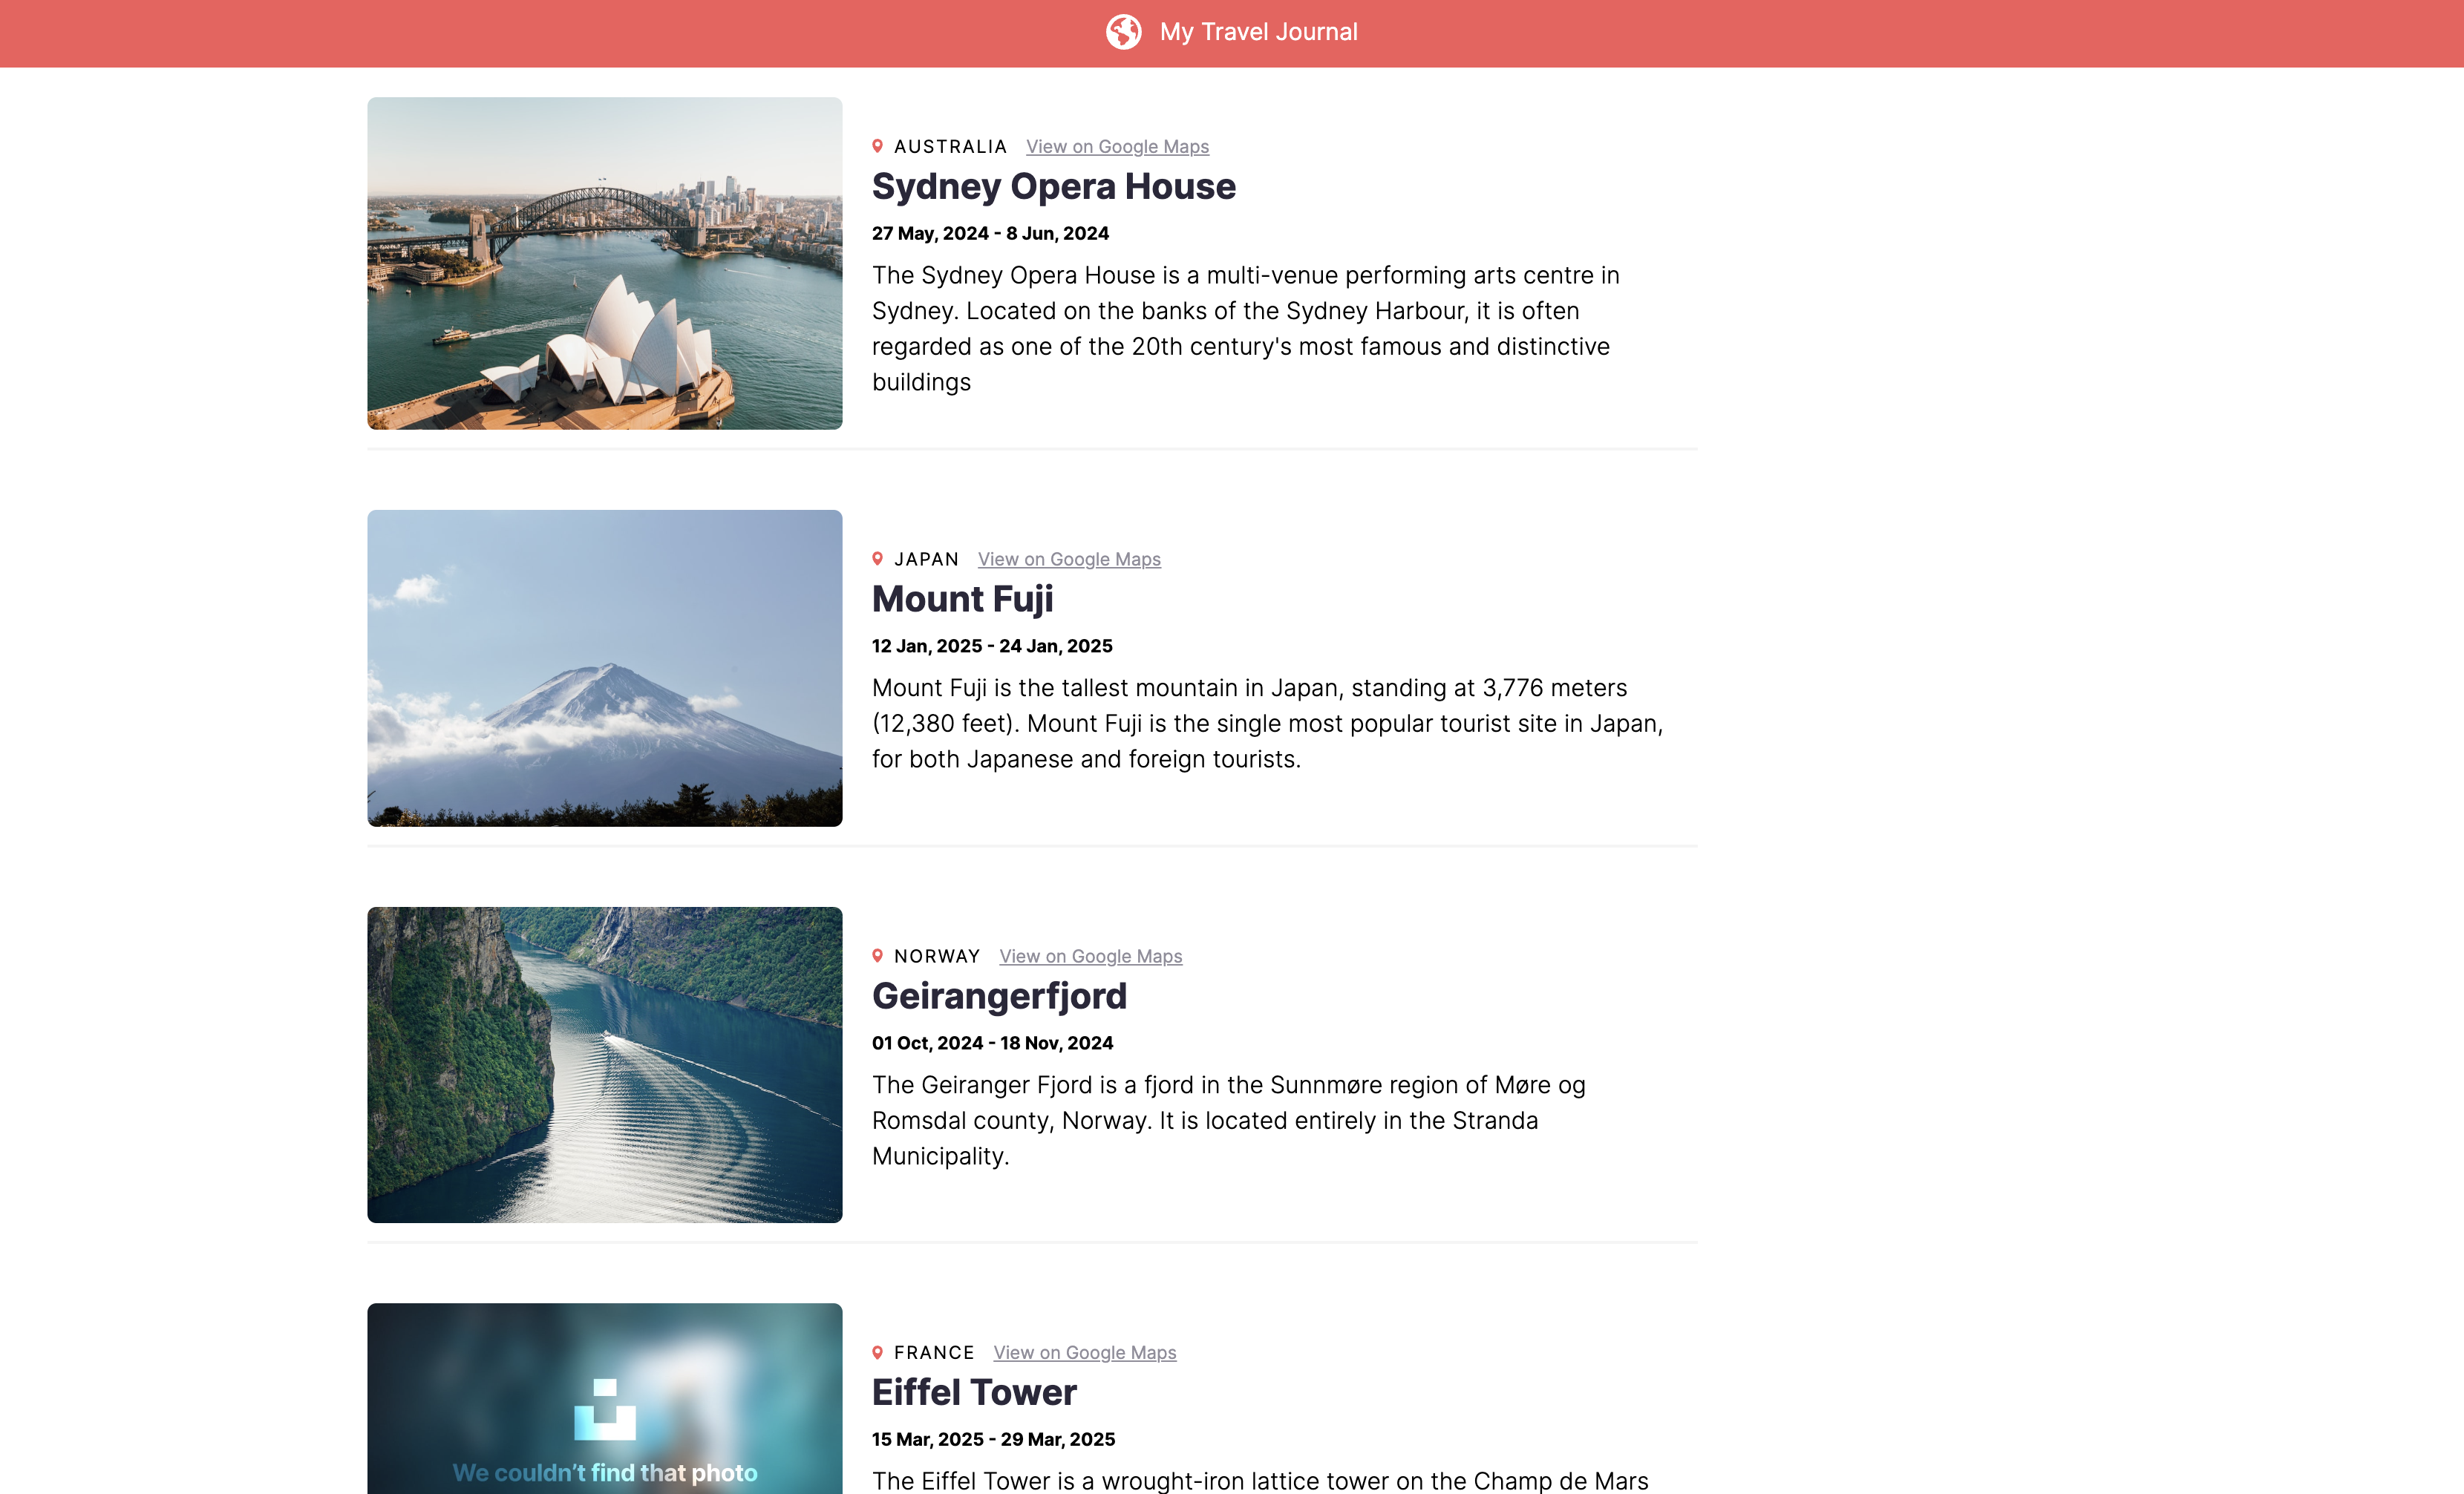 My Travel Journal
AUSTRALIA View on Google Maps
Sydney Opera House
27 May, 2024 - 8 Jun, 2024
The Sydney Opera House is a multi-venue performing arts centre in
Sydney. Located on the banks of the Sydney Harbour, it is often
regarded as one of the 20th century's most famous and distinctive
buildings
JAPAN View on Google Maps
Mount Fuji
12 Jan, 2025 - 24 Jan, 2025
Mount Fuji is the tallest mountain in Japan, standing at 3,776 meters
(12,380 feet). Mount Fuji is the single most popular tourist site in Japan,
for both Japanese and foreign tourists.
NORWAY View on Google Maps
Geirangerfjord
01 Oct, 2024 - 18 Nov, 2024
The Geiranger Fjord is a fjord in the Sunnmøre region of Møre og
Romsdal county, Norway. It is located entirely in the Stranda
Municipality.
We couldn’t find that photo
FRANCE View on Google Maps
Eiffel Tower
15 Mar, 2025 - 29 Mar, 2025
The Eiffel Tower is a wrought-iron lattice tower on the Champ de Mars